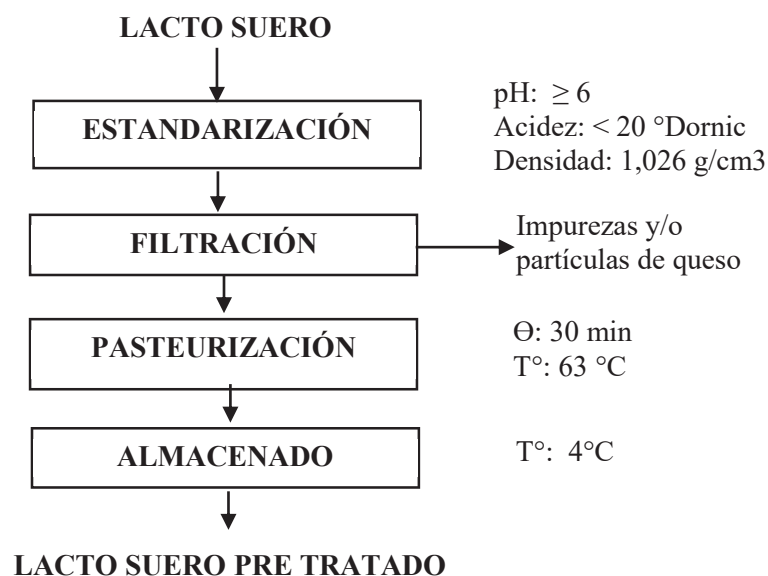 LACTO SUERO
ESTANDARIZACIÓN
pH: ≥ 6
Acidez: < 20 °Dornic
Densidad: 1,026 g/cm3
FILTRACIÓN
Impurezas y/o
partículas de queso
PASTEURIZACIÓN
Ө: 30 min
T°: 63 °C
ALMACENADO
T°: 4°C
LACTO SUERO PRE TRATADO